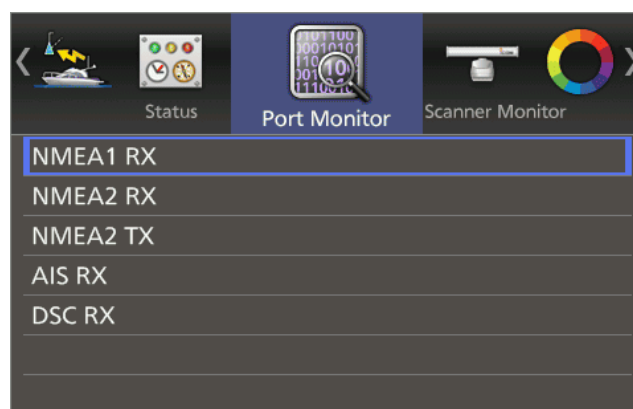 Status
Port Monitor
Scanner Monitor
NMEA1 RX
NMEA2 RX
NMEA2 TX
AIS RX
DSC RX